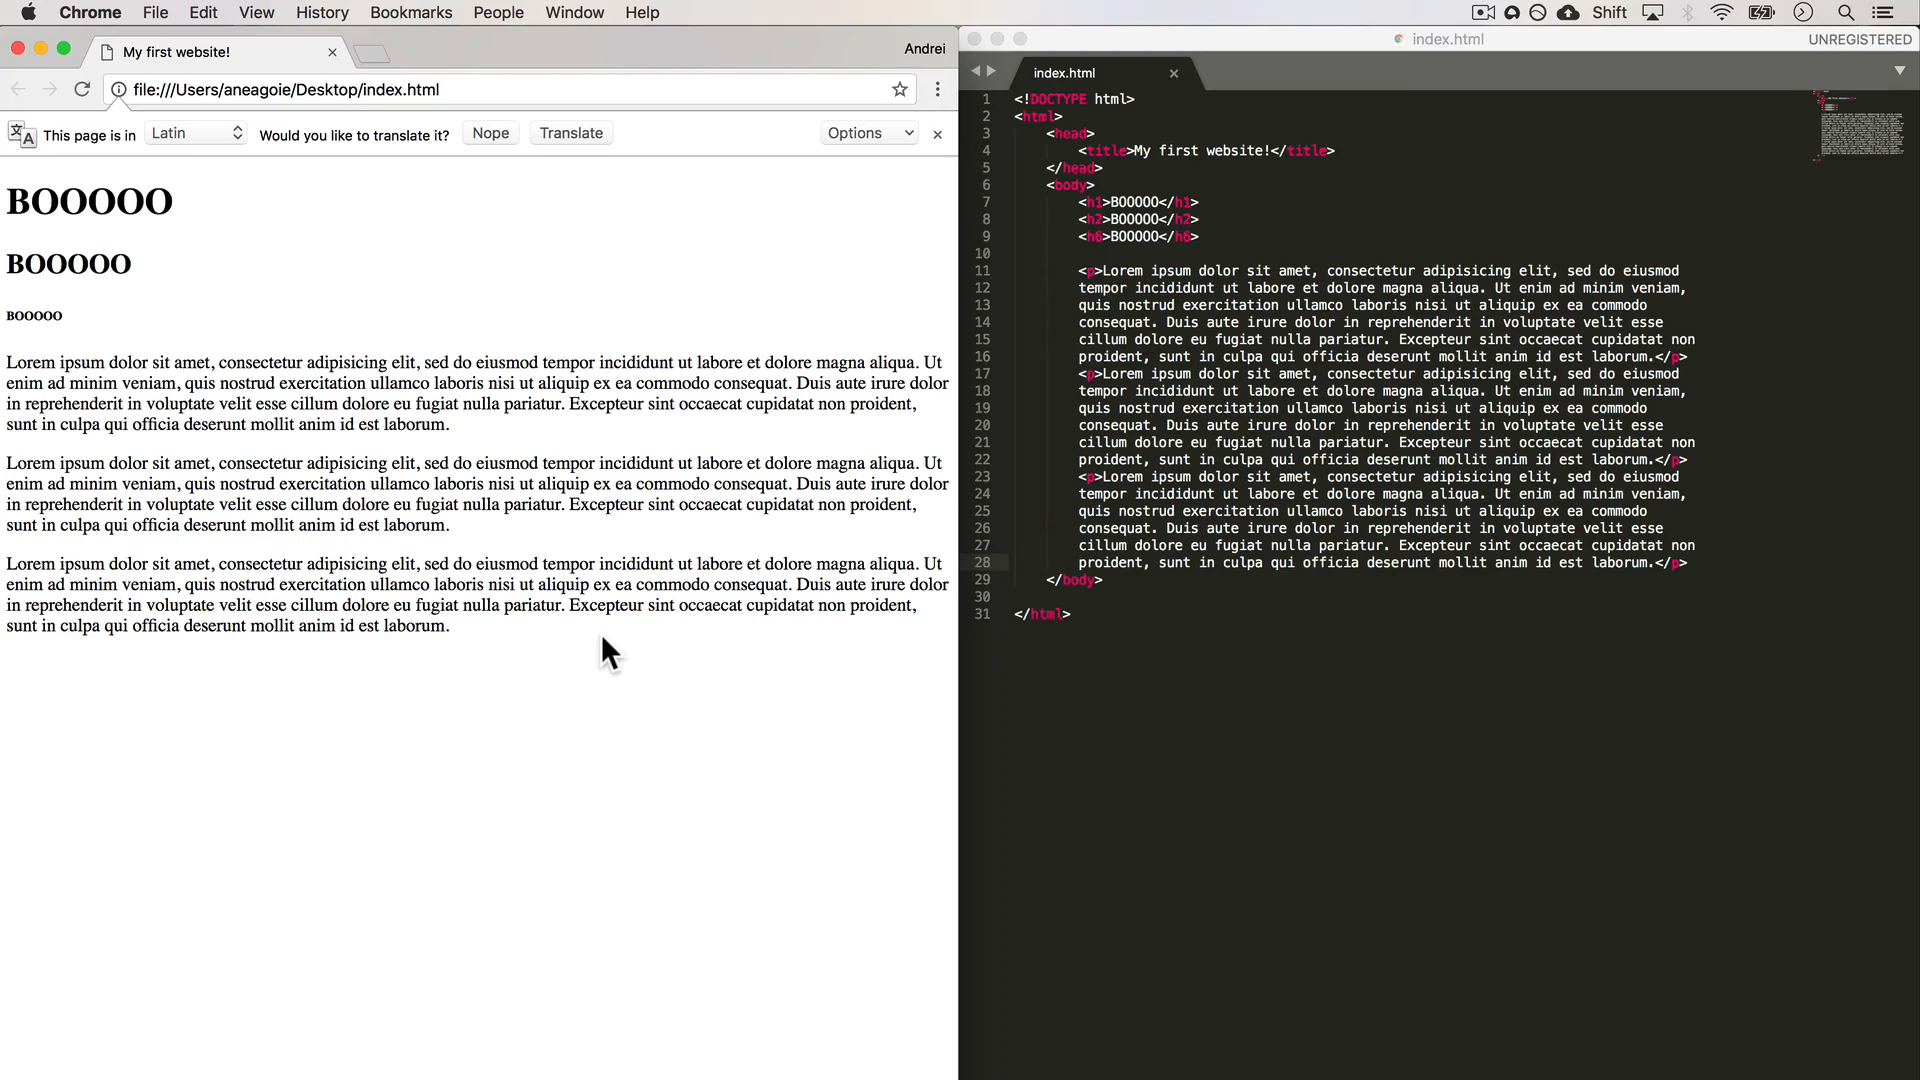 Chrome File Edit View History Bookmarks People Window Help
Shift
My first website!
Andrei
file:///Users/aneagoie/Desktop/index.html
This page is in Latin Would you like to translate it? Nope Translate Options
BOOOOO
BOOOOO
BOOOOO
Lorem ipsum dolor sit amet, consectetur adipisicing elit, sed do eiusmod tempor incididunt ut labore et dolore magna aliqua. Ut
enim ad minim veniam, quis nostrud exercitation ullamco laboris nisi ut aliquip ex ea commodo consequat. Duis aute irure dolor
in reprehenderit in voluptate velit esse cillum dolore eu fugiat nulla pariatur. Excepteur sint occaecat cupidatat non proident,
sunt in culpa qui officia deserunt mollit anim id est laborum.
Lorem ipsum dolor sit amet, consectetur adipisicing elit, sed do eiusmod tempor incididunt ut labore et dolore magna aliqua. Ut
enim ad minim veniam, quis nostrud exercitation ullamco laboris nisi ut aliquip ex ea commodo consequat. Duis aute irure dolor
in reprehenderit in voluptate velit esse cillum dolore eu fugiat nulla pariatur. Excepteur sint occaecat cupidatat non proident,
sunt in culpa qui officia deserunt mollit anim id est laborum.
Lorem ipsum dolor sit amet, consectetur adipisicing elit, sed do eiusmod tempor incididunt ut labore et dolore magna aliqua. Ut
enim ad minim veniam, quis nostrud exercitation ullamco laboris nisi ut aliquip ex ea commodo consequat. Duis aute irure dolor
in reprehenderit in voluptate velit esse cillum dolore eu fugiat nulla pariatur. Excepteur sint occaecat cupidatat non proident,
sunt in culpa qui officia deserunt mollit anim id est laborum.
index.html
UNREGISTERED
index.html
1 <!DOCTYPE html>
2 <html>
3 <head>
4 <title>My first website!</title>
5 </head>
6 <body>
7 <h1>BOOOOO</h1>
8 <h2>BOOOOO</h2>
9 <h6>BOOOOO</h6>
10
11 <p>Lorem ipsum dolor sit amet, consectetur adipisicing elit, sed do eiusmod
12 tempor incididunt ut labore et dolore magna aliqua. Ut enim ad minim veniam,
13 quis nostrud exercitation ullamco laboris nisi ut aliquip ex ea commodo
14 consequat. Duis aute irure dolor in reprehenderit in voluptate velit esse
15 cillum dolore eu fugiat nulla pariatur. Excepteur sint occaecat cupidatat non
16 proident, sunt in culpa qui officia deserunt mollit anim id est laborum.</p>
17 <p>Lorem ipsum dolor sit amet, consectetur adipisicing elit, sed do eiusmod
18 tempor incididunt ut labore et dolore magna aliqua. Ut enim ad minim veniam,
19 quis nostrud exercitation ullamco laboris nisi ut aliquip ex ea commodo
20 consequat. Duis aute irure dolor in reprehenderit in voluptate velit esse
21 cillum dolore eu fugiat nulla pariatur. Excepteur sint occaecat cupidatat non
22 proident, sunt in culpa qui officia deserunt mollit anim id est laborum.</p>
23 <p>Lorem ipsum dolor sit amet, consectetur adipisicing elit, sed do eiusmod
24 tempor incididunt ut labore et dolore magna aliqua. Ut enim ad minim veniam,
25 quis nostrud exercitation ullamco laboris nisi ut aliquip ex ea commodo
26 consequat. Duis aute irure dolor in reprehenderit in voluptate velit esse
27 cillum dolore eu fugiat nulla pariatur. Excepteur sint occaecat cupidatat non
28 proident, sunt in culpa qui officia deserunt mollit anim id est laborum.</p>
29 </body>
30
31 </html>